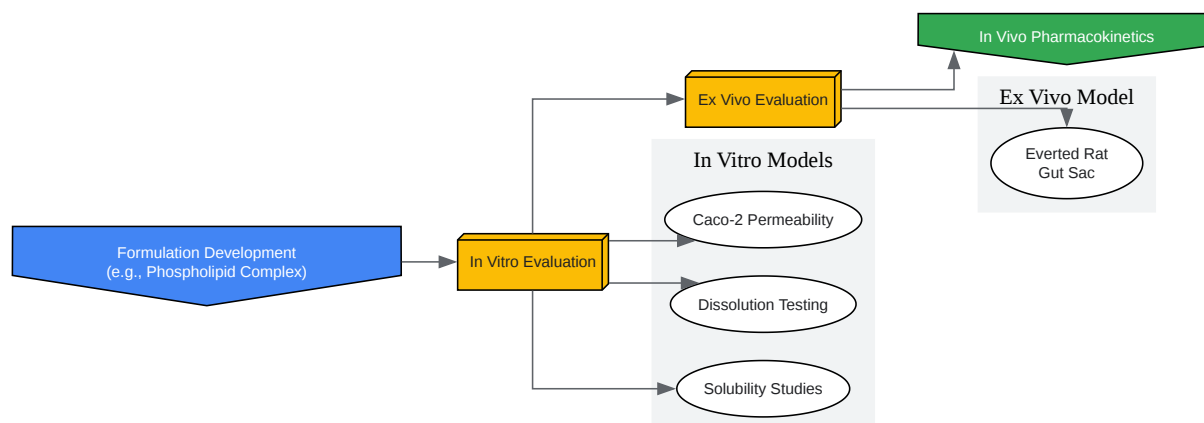 In Vivo Pharmacokinetics
Ex Vivo Evaluation
Ex Vivo Model
Everted Rat
Gut Sac
In Vitro Models
Caco-2 Permeability
Formulation Development
(e.g., Phospholipid Complex)
In Vitro Evaluation
Dissolution Testing
Solubility Studies